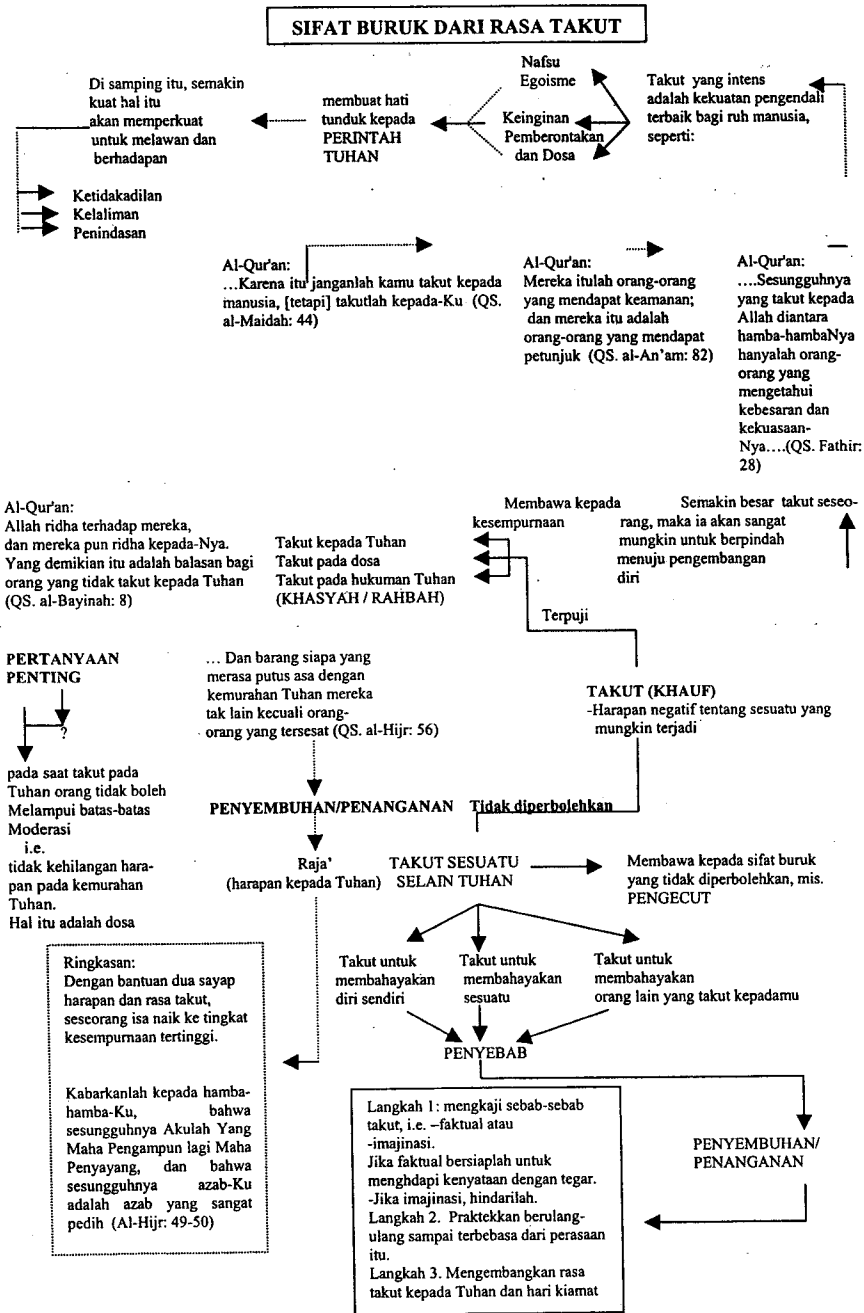 SIFAT BURUK DARI RASA TAKUT
Di samping itu, semakin
kuat hal itu
akan memperkuat
untuk melawan dan
berhadapan
Ketidakadilan
Kelaliman
Penindasan
membuat hati
tunduk kepada
PERINTAH
TUHAN
Nafsu
Egoisme
Keinginan
Pemberontakan
dan Dosa
Takut yang intens
adalah kekuatan pengendali
terbaik bagi ruh manusia,
seperti:
Al-Qur'an:
…Karena itu janganlah kamu takut kepada
manusia, [tetapi] takutlah kepada-Ku (QS.
al-Maidah: 44)
Al-Qur'an:
Mereka itulah orang-orang
yang mendapat keamanan;
dan mereka itu adalah
orang-orang yang mendapat
petunjuk (QS. al-An'am: 82)
Al-Qur'an:
….Sesungguhnya
yang takut kepada
Allah diantara
hamba-hambaNya
hanyalah orang-
orang yang
mengetahui
kebesaran dan
kekuasaan-
Nya….(QS. Fathir:
28)
Al-Qur'an:
Allah ridha terhadap mereka,
dan mereka pun ridha kepada-Nya.
Yang demikian itu adalah balasan bagi
orang yang tidak takut kepada Tuhan
(QS. al-Bayinah: 8)
Takut kepada Tuhan
Takut pada dosa
Takut pada hukuman Tuhan
(KHASYAH / RAHBAH)
Membawa kepada
kesempurnaan
Semakin besar takut seseo-
rang, maka ia akan sangat
mungkin untuk berpindah
menuju pengembangan
diri
Terpuji
PERTANYAAN
PENTING
?
pada saat takut pada
Tuhan orang tidak boleh
Melampui batas-batas
Moderasi
i.e.
tidak kehilangan hara-
pan pada kemurahan
Tuhan.
Hal itu adalah dosa
… Dan barang siapa yang
merasa putus asa dengan
kemurahan Tuhan mereka
tak lain kecuali orang-
orang yang tersesat (QS. al-Hijr: 56)
TAKUT (KHAUF)
-Harapan negatif tentang sesuatu yang
mungkin terjadi
PENYEMBUHAN/PENANGANAN
Tidak diperbolehkan
Raja'
(harapan kepada Tuhan)
TAKUT SESUATU
SELAIN TUHAN
Membawa kepada sifat buruk
yang tidak diperbolehkan, mis.
PENGECUT
Takut untuk
membahayakan
diri sendiri
Takut untuk
membahayakan
sesuatu
Takut untuk
membahayakan
orang lain yang takut kepadamu
PENYEBAB
Ringkasan:
Dengan bantuan dua sayap
harapan dan rasa takut,
seseorang isa naik ke tingkat
kesempurnaan tertinggi.
Kabarkanlah kepada hamba-
hamba-Ku, bahwa
sesungguhnya Akulah Yang
Maha Pengampun lagi Maha
Penyayang, dan bahwa
sesungguhnya azab-Ku
adalah azab yang sangat
pedih (Al-Hijr: 49-50)
Langkah 1: mengkaji sebab-sebab
takut, i.e. –faktual atau
-imajinasi.
Jika faktual bersiaplah untuk
menghdapi kenyataan dengan tegar.
-Jika imajinasi, hindarilah.
Langkah 2. Praktekkan berulang-
ulang sampai terbebasa dari perasaan
itu.
Langkah 3. Mengembangkan rasa
takut kepada Tuhan dan hari kiamat
PENYEMBUHAN/
PENANGANAN